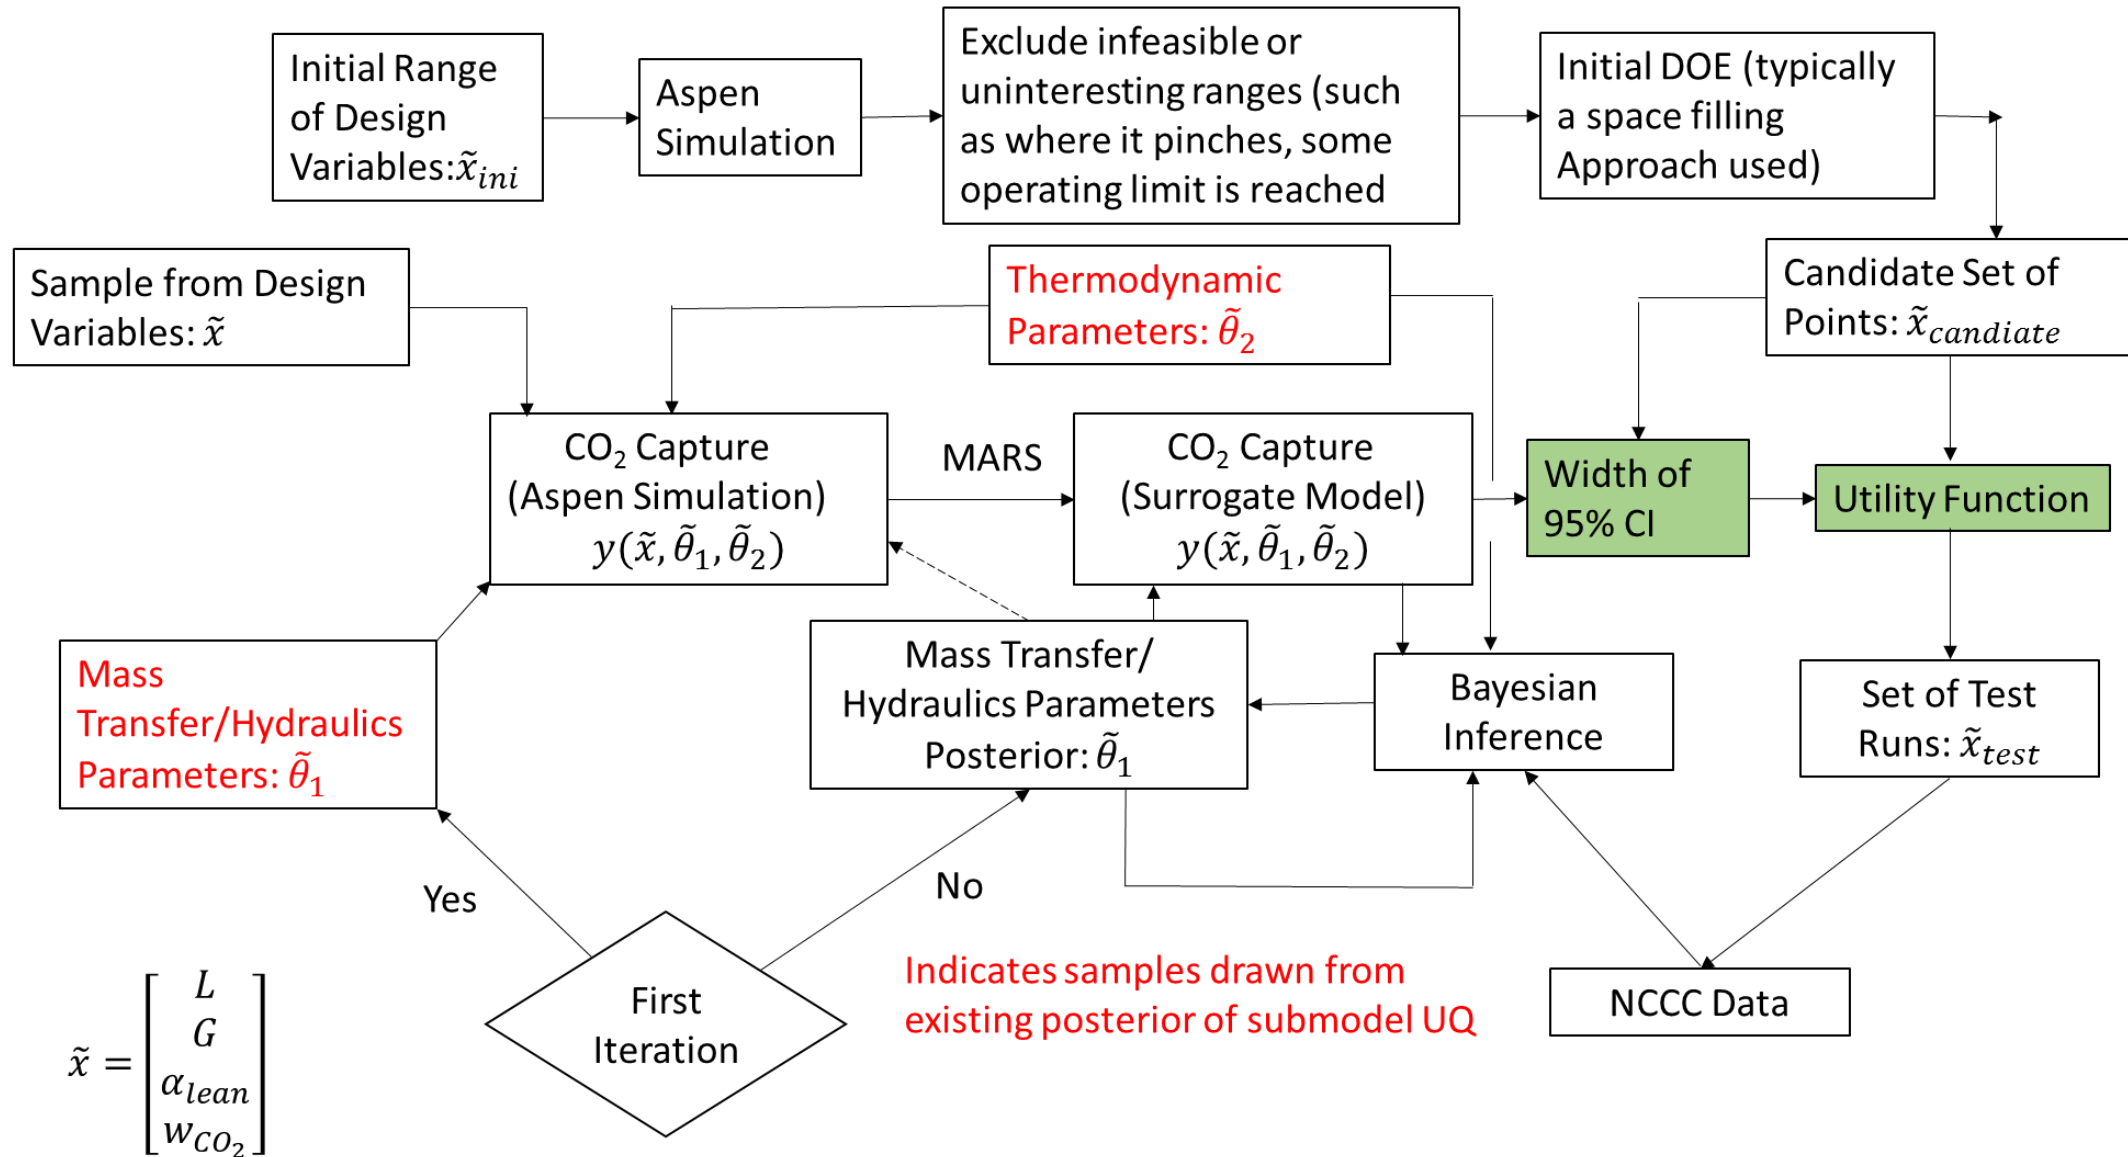 Initial Range
of Design
Variables:x̃ini
Aspen
Simulation
Exclude infeasible or
uninteresting ranges (such
as where it pinches, some
operating limit is reached
Initial DOE (typically
a space filling
Approach used)
Sample from Design
Variables: x̃
Thermodynamic
Parameters: θ̃2
Candidate Set of
Points: x̃candiate
CO2 Capture
(Aspen Simulation)
y(x̃, θ̃1, θ̃2)
MARS
CO2 Capture
(Surrogate Model)
y(x̃, θ̃1, θ̃2)
Width of
95% CI
Utility Function
Mass
Transfer/Hydraulics
Parameters: θ̃1
Mass Transfer/
Hydraulics Parameters
Posterior: θ̃1
Bayesian
Inference
Set of Test
Runs: x̃test
Yes
No
First
Iteration
Indicates samples drawn from
existing posterior of submodel UQ
NCCC Data
x̃ =
L
G
αlean
wCO2